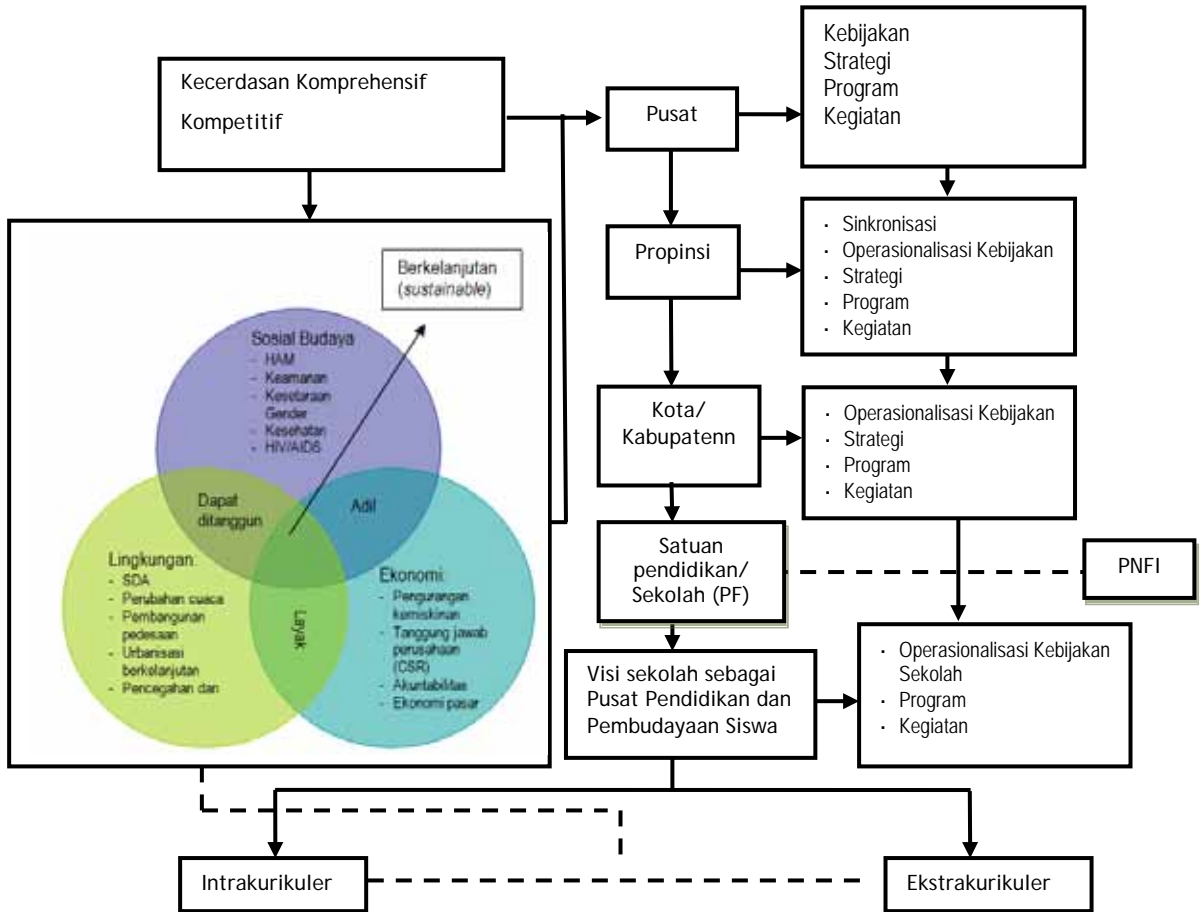 Kecerdasan Komprehensif
Kompetitif
Pusat
Kebijakan
Strategi
Program
Kegiatan
Propinsi
· Sinkronisasi
· Operasionalisasi Kebijakan
· Strategi
· Program
· Kegiatan
Berkelanjutan
(sustainable)
Sosial Budaya
- HAM
- Keamanan
- Kesetaraan
Gender
- Kesehatan
- HIV/AIDS
Dapat
ditanggun
Adil
Layak
Lingkungan:
- SDA
- Perubahan cuaca
- Pembangunan
pedesaan
- Urbanisasi
berkelanjutan
- Pencegahan dan
Ekonomi:
- Pengurangan
kemiskinan
- Tanggung jawab
perusahaan
(CSR)
- Akuntabilitas
- Ekonomi pasar
Kota/
Kabupatenn
· Operasionalisasi Kebijakan
· Strategi
· Program
· Kegiatan
Satuan
pendidikan/
Sekolah (PF)
PNFI
Visi sekolah sebagai
Pusat Pendidikan dan
Pembudayaan Siswa
· Operasionalisasi Kebijakan
Sekolah
· Program
· Kegiatan
Intrakurikuler
Ekstrakurikuler